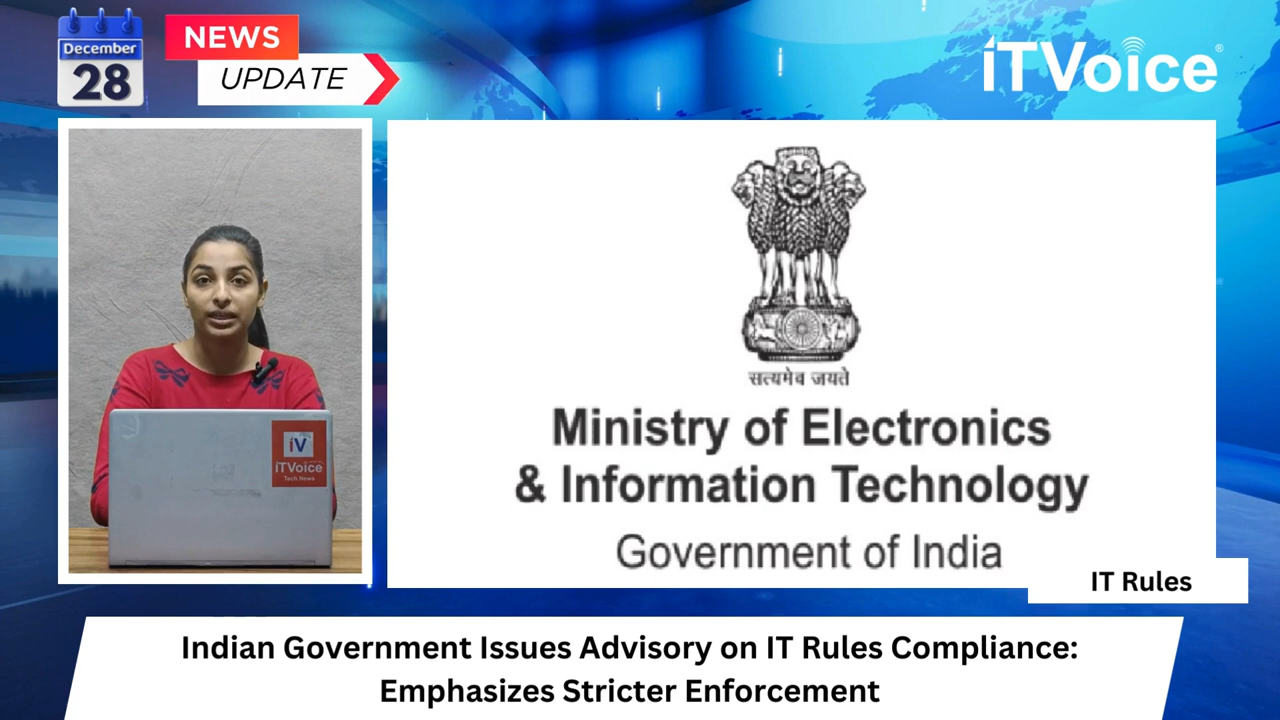 December
28
NEWS
UPDATE
iTVoice®
iV
iTVoice
Tech News
सत्यमेव जयते
Ministry of Electronics
& Information Technology
Government of India
IT Rules
Indian Government Issues Advisory on IT Rules Compliance:
Emphasizes Stricter Enforcement